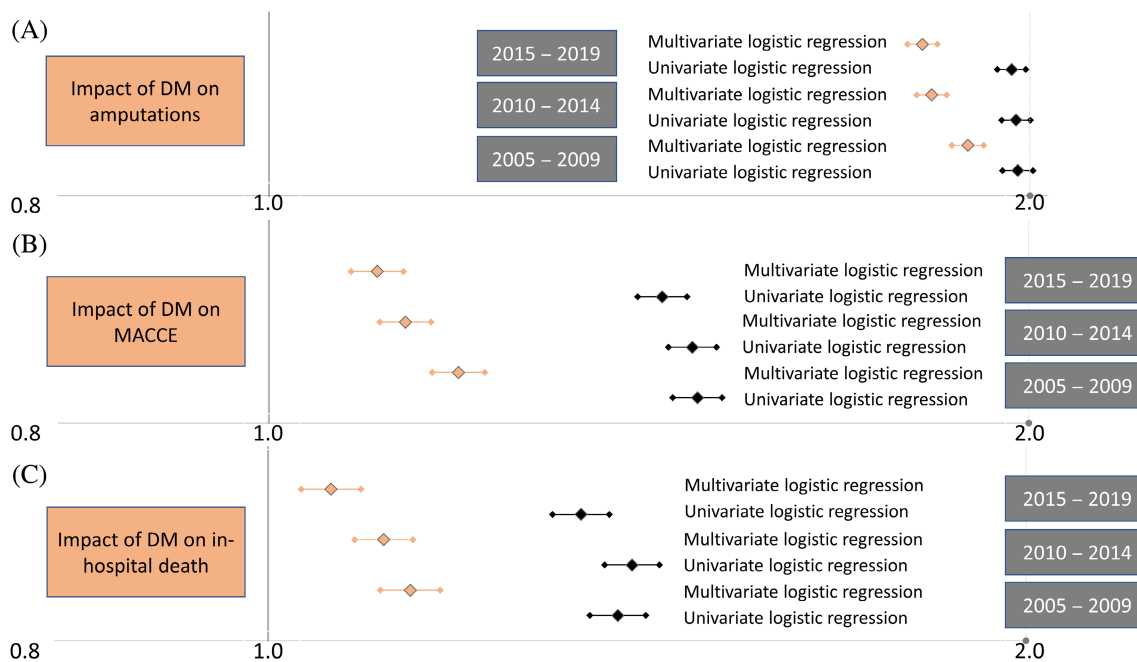 (A)
Impact of DM on
amputations
2015 – 2019
2010 – 2014
2005 – 2009
Multivariate logistic regression
Univariate logistic regression
Multivariate logistic regression
Univariate logistic regression
Multivariate logistic regression
Univariate logistic regression
0.8
1.0
2.0
(B)
Impact of DM on
MACCE
Multivariate logistic regression
Univariate logistic regression
Multivariate logistic regression
Univariate logistic regression
Multivariate logistic regression
Univariate logistic regression
2015 – 2019
2010 – 2014
2005 – 2009
0.8
1.0
2.0
(C)
Impact of DM on in-
hospital death
Multivariate logistic regression
Univariate logistic regression
Multivariate logistic regression
Univariate logistic regression
Multivariate logistic regression
Univariate logistic regression
2015 – 2019
2010 – 2014
2005 – 2009
0.8
1.0
2.0